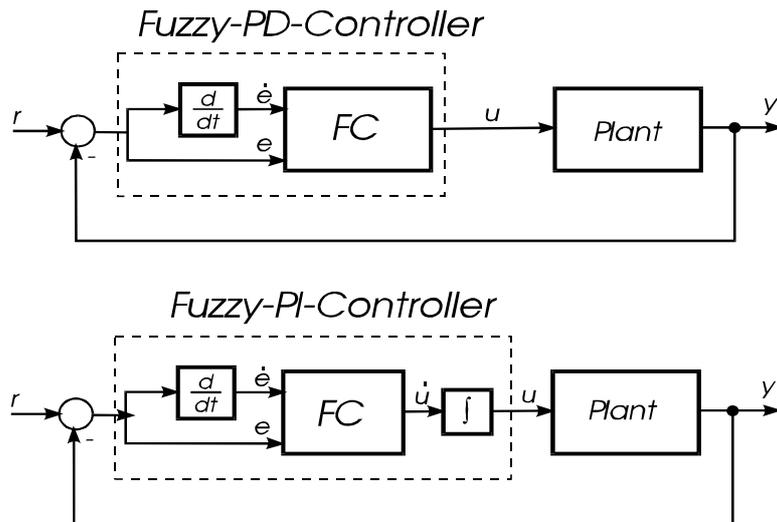 Fuzzy-PD-Controller
r
-
d
dt
ė
e
FC
u
Plant
y
Fuzzy-PI-Controller
r
-
d
dt
ė
e
FC
u̇
∫
u
Plant
y